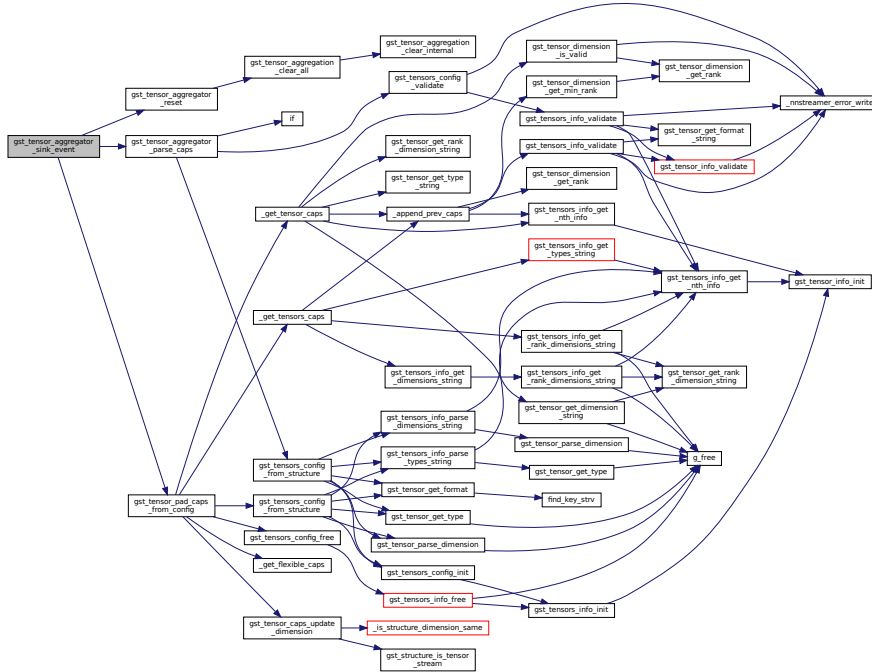 gst_tensor_aggregator
_sink_event
gst_tensor_aggregator
_reset
gst_tensor_aggregator
_parse_caps
gst_tensor_pad_caps
_from_config
gst_tensor_aggregation
_clear_all
if
_get_tensor_caps
_get_tensors_caps
gst_tensors_config
_from_structure
gst_tensors_config
_from_structure
gst_tensors_config_free
_get_flexible_caps
gst_tensor_caps_update
_dimension
gst_tensor_aggregation
_clear_internal
gst_tensors_config
_validate
gst_tensor_get_rank
_dimension_string
gst_tensor_get_type
_string
_append_prev_caps
gst_tensors_info_get
_dimensions_string
gst_tensors_info_parse
_dimensions_string
gst_tensors_info_parse
_types_string
gst_tensor_get_format
gst_tensor_get_type
gst_tensor_parse_dimension
gst_tensors_config_init
gst_tensors_info_free
_is_structure_dimension_same
gst_structure_is_tensor
_stream
gst_tensor_dimension
_is_valid
gst_tensor_dimension
_get_min_rank
gst_tensors_info_validate
gst_tensors_info_validate
gst_tensor_dimension
_get_rank
gst_tensors_info_get
_nth_info
gst_tensors_info_get
_types_string
gst_tensors_info_get
_rank_dimensions_string
gst_tensors_info_get
_rank_dimensions_string
gst_tensor_get_dimension
_string
gst_tensor_parse_dimension
gst_tensor_get_type
find_key_strv
gst_tensors_info_init
gst_tensor_dimension
_get_rank
gst_tensor_get_format
_string
gst_tensor_info_validate
gst_tensors_info_get
_nth_info
gst_tensor_get_rank
_dimension_string
g_free
_nnstreamer_error_write
gst_tensor_info_init